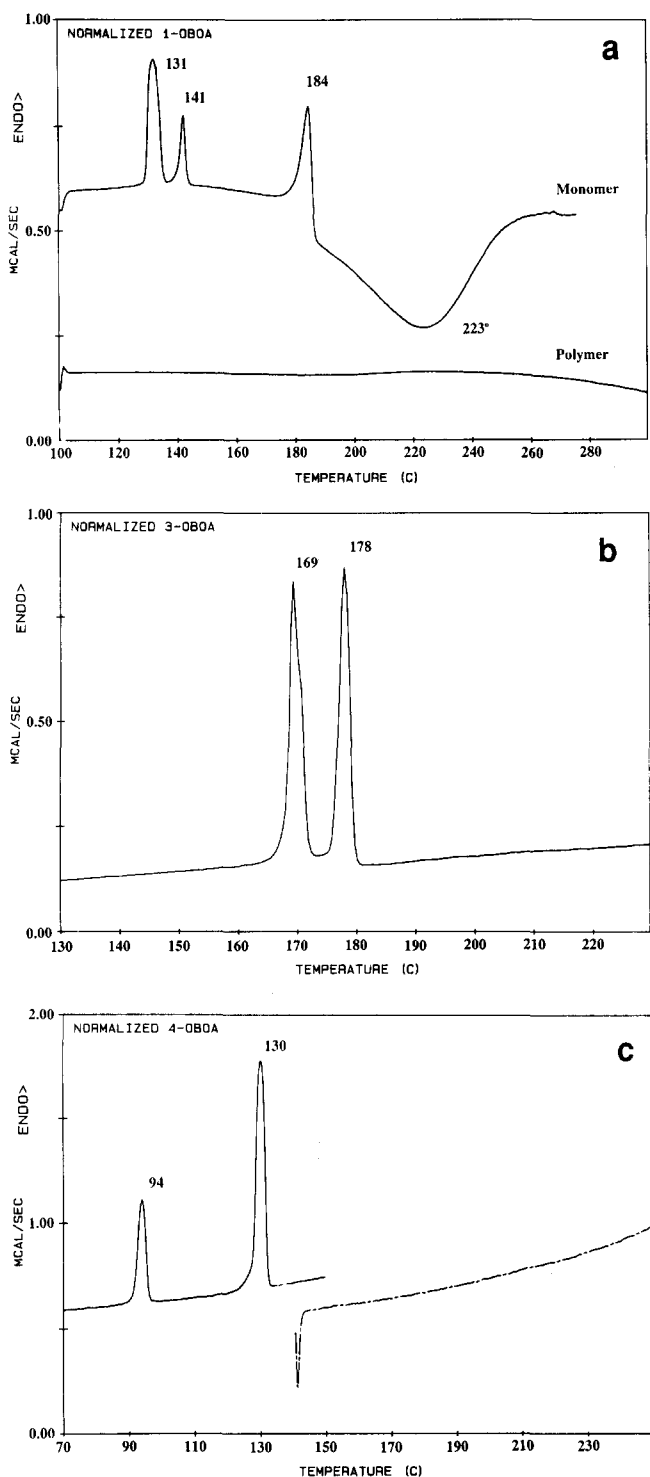 1.00
NORMALIZED 1-OBOA
a
131
141
184
ENDO>
MCAL/SEC
0.50
Monomer
223°
Polymer
0.00
100 120 140 160 180 200 220 240 260 280
TEMPERATURE (C)
1.00
NORMALIZED 3-OBOA
b
169 178
ENDO>
MCAL/SEC
0.50
0.00
130 140 150 160 170 180 190 200 210 220
TEMPERATURE (C)
2.00
NORMALIZED 4-OBOA
c
130
94
ENDO>
MCAL/SEC
1.00
0.00
70 90 110 130 150 170 190 210 230
TEMPERATURE (C)